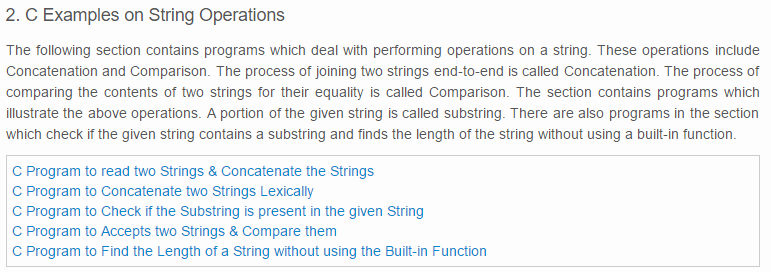 2. C Examples on String Operations
The following section contains programs which deal with performing operations on a string. These operations include
Concatenation and Comparison. The process of joining two strings end-to-end is called Concatenation. The process of
comparing the contents of two strings for their equality is called Comparison. The section contains programs which
illustrate the above operations. A portion of the given string is called substring. There are also programs in the section
which check if the given string contains a substring and finds the length of the string without using a built-in function.
C Program to read two Strings & Concatenate the Strings
C Program to Concatenate two Strings Lexically
C Program to Check if the Substring is present in the given String
C Program to Accepts two Strings & Compare them
C Program to Find the Length of a String without using the Built-in Function